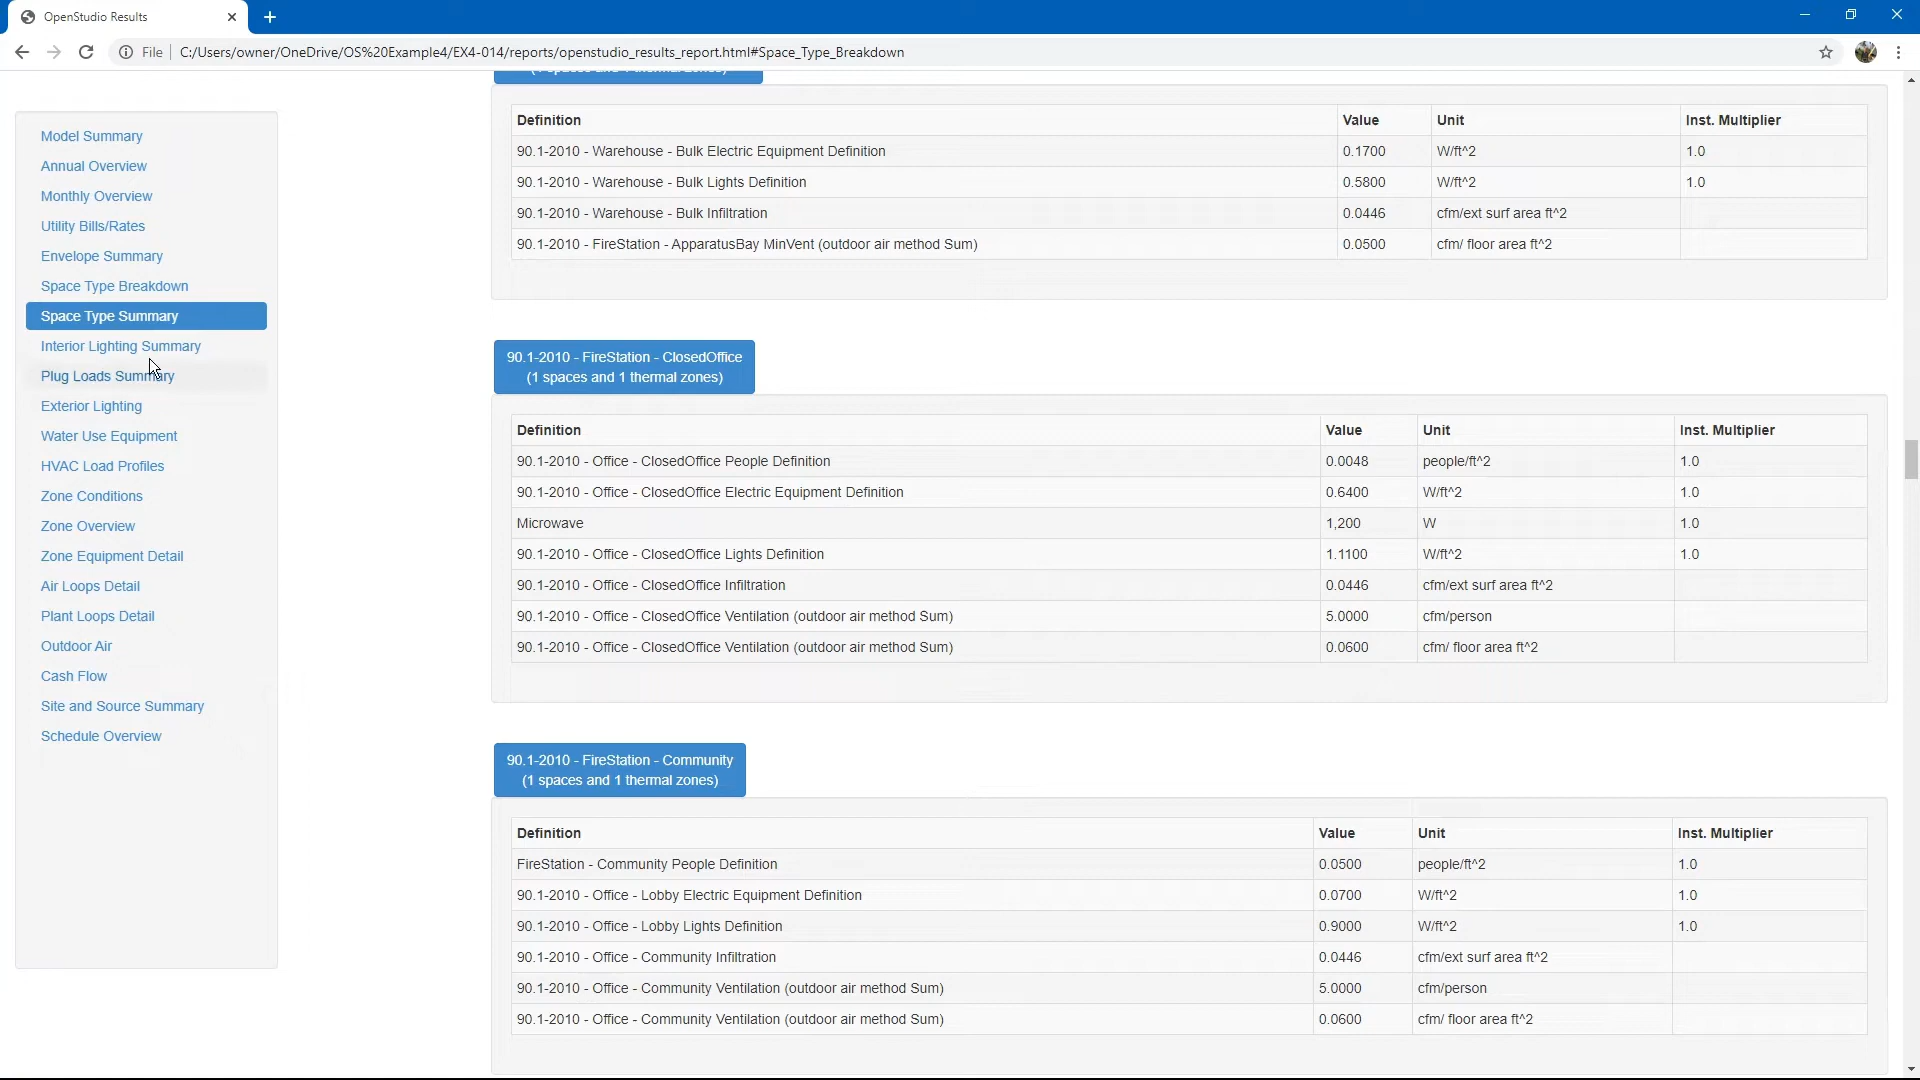 OpenStudio Results
File C:/Users/owner/OneDrive/OS%20Example4/EX4-014/reports/openstudio_results_report.html#Space_Type_Breakdown
Model Summary
Annual Overview
Monthly Overview
Utility Bills/Rates
Envelope Summary
Space Type Breakdown
Space Type Summary
Interior Lighting Summary
Plug Loads Summary
Exterior Lighting
Water Use Equipment
HVAC Load Profiles
Zone Conditions
Zone Overview
Zone Equipment Detail
Air Loops Detail
Plant Loops Detail
Outdoor Air
Cash Flow
Site and Source Summary
Schedule Overview
(1 spaces and 1 thermal zones)
Definition Value Unit Inst. Multiplier
90.1-2010 - Warehouse - Bulk Electric Equipment Definition 0.1700 W/ft^2 1.0
90.1-2010 - Warehouse - Bulk Lights Definition 0.5800 W/ft^2 1.0
90.1-2010 - Warehouse - Bulk Infiltration 0.0446 cfm/ext surf area ft^2
90.1-2010 - FireStation - ApparatusBay MinVent (outdoor air method Sum) 0.0500 cfm/ floor area ft^2
90.1-2010 - FireStation - ClosedOffice
(1 spaces and 1 thermal zones)
Definition Value Unit Inst. Multiplier
90.1-2010 - Office - ClosedOffice People Definition 0.0048 people/ft^2 1.0
90.1-2010 - Office - ClosedOffice Electric Equipment Definition 0.6400 W/ft^2 1.0
Microwave 1,200 W 1.0
90.1-2010 - Office - ClosedOffice Lights Definition 1.1100 W/ft^2 1.0
90.1-2010 - Office - ClosedOffice Infiltration 0.0446 cfm/ext surf area ft^2
90.1-2010 - Office - ClosedOffice Ventilation (outdoor air method Sum) 5.0000 cfm/person
90.1-2010 - Office - ClosedOffice Ventilation (outdoor air method Sum) 0.0600 cfm/ floor area ft^2
90.1-2010 - FireStation - Community
(1 spaces and 1 thermal zones)
Definition Value Unit Inst. Multiplier
FireStation - Community People Definition 0.0500 people/ft^2 1.0
90.1-2010 - Office - Lobby Electric Equipment Definition 0.0700 W/ft^2 1.0
90.1-2010 - Office - Lobby Lights Definition 0.9000 W/ft^2 1.0
90.1-2010 - Office - Community Infiltration 0.0446 cfm/ext surf area ft^2
90.1-2010 - Office - Community Ventilation (outdoor air method Sum) 5.0000 cfm/person
90.1-2010 - Office - Community Ventilation (outdoor air method Sum) 0.0600 cfm/ floor area ft^2